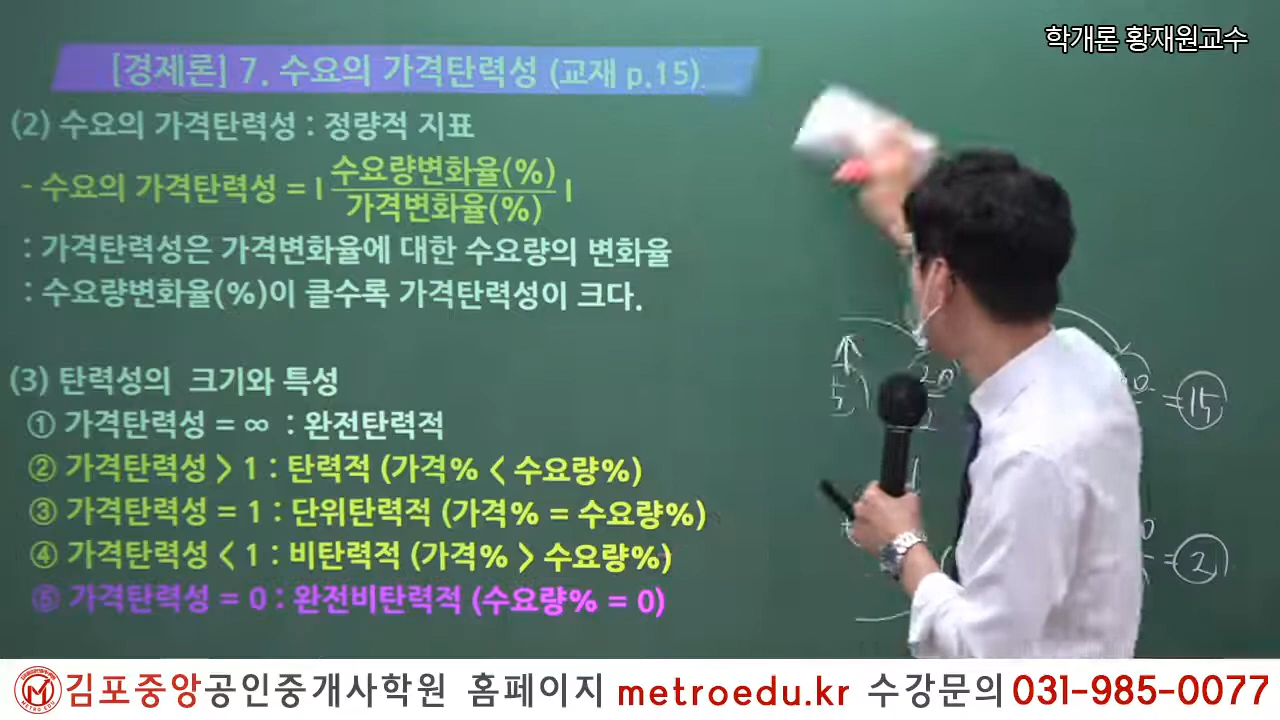 학개론 황재원교수
[경제론] 7. 수요의 가격탄력성 (교재 p.15)
(2) 수요의 가격탄력성 : 정량적 지표
- 수요의 가격탄력성 = | 수요량변화율(%) / 가격변화율(%) |
: 가격탄력성은 가격변화율에 대한 수요량의 변화율
: 수요량변화율(%)이 클수록 가격탄력성이 크다.
(3) 탄력성의 크기와 특성
① 가격탄력성 = ∞ : 완전탄력적
② 가격탄력성 > 1 : 탄력적 (가격% < 수요량%)
③ 가격탄력성 = 1 : 단위탄력적 (가격% = 수요량%)
④ 가격탄력성 < 1 : 비탄력적 (가격% > 수요량%)
⑤ 가격탄력성 = 0 : 완전비탄력적 (수요량% = 0)
5 20 = 15
2
= 2
METRO EDU
김포중앙공인중개사학원 홈페이지 metroedu.kr 수강문의 031-985-0077